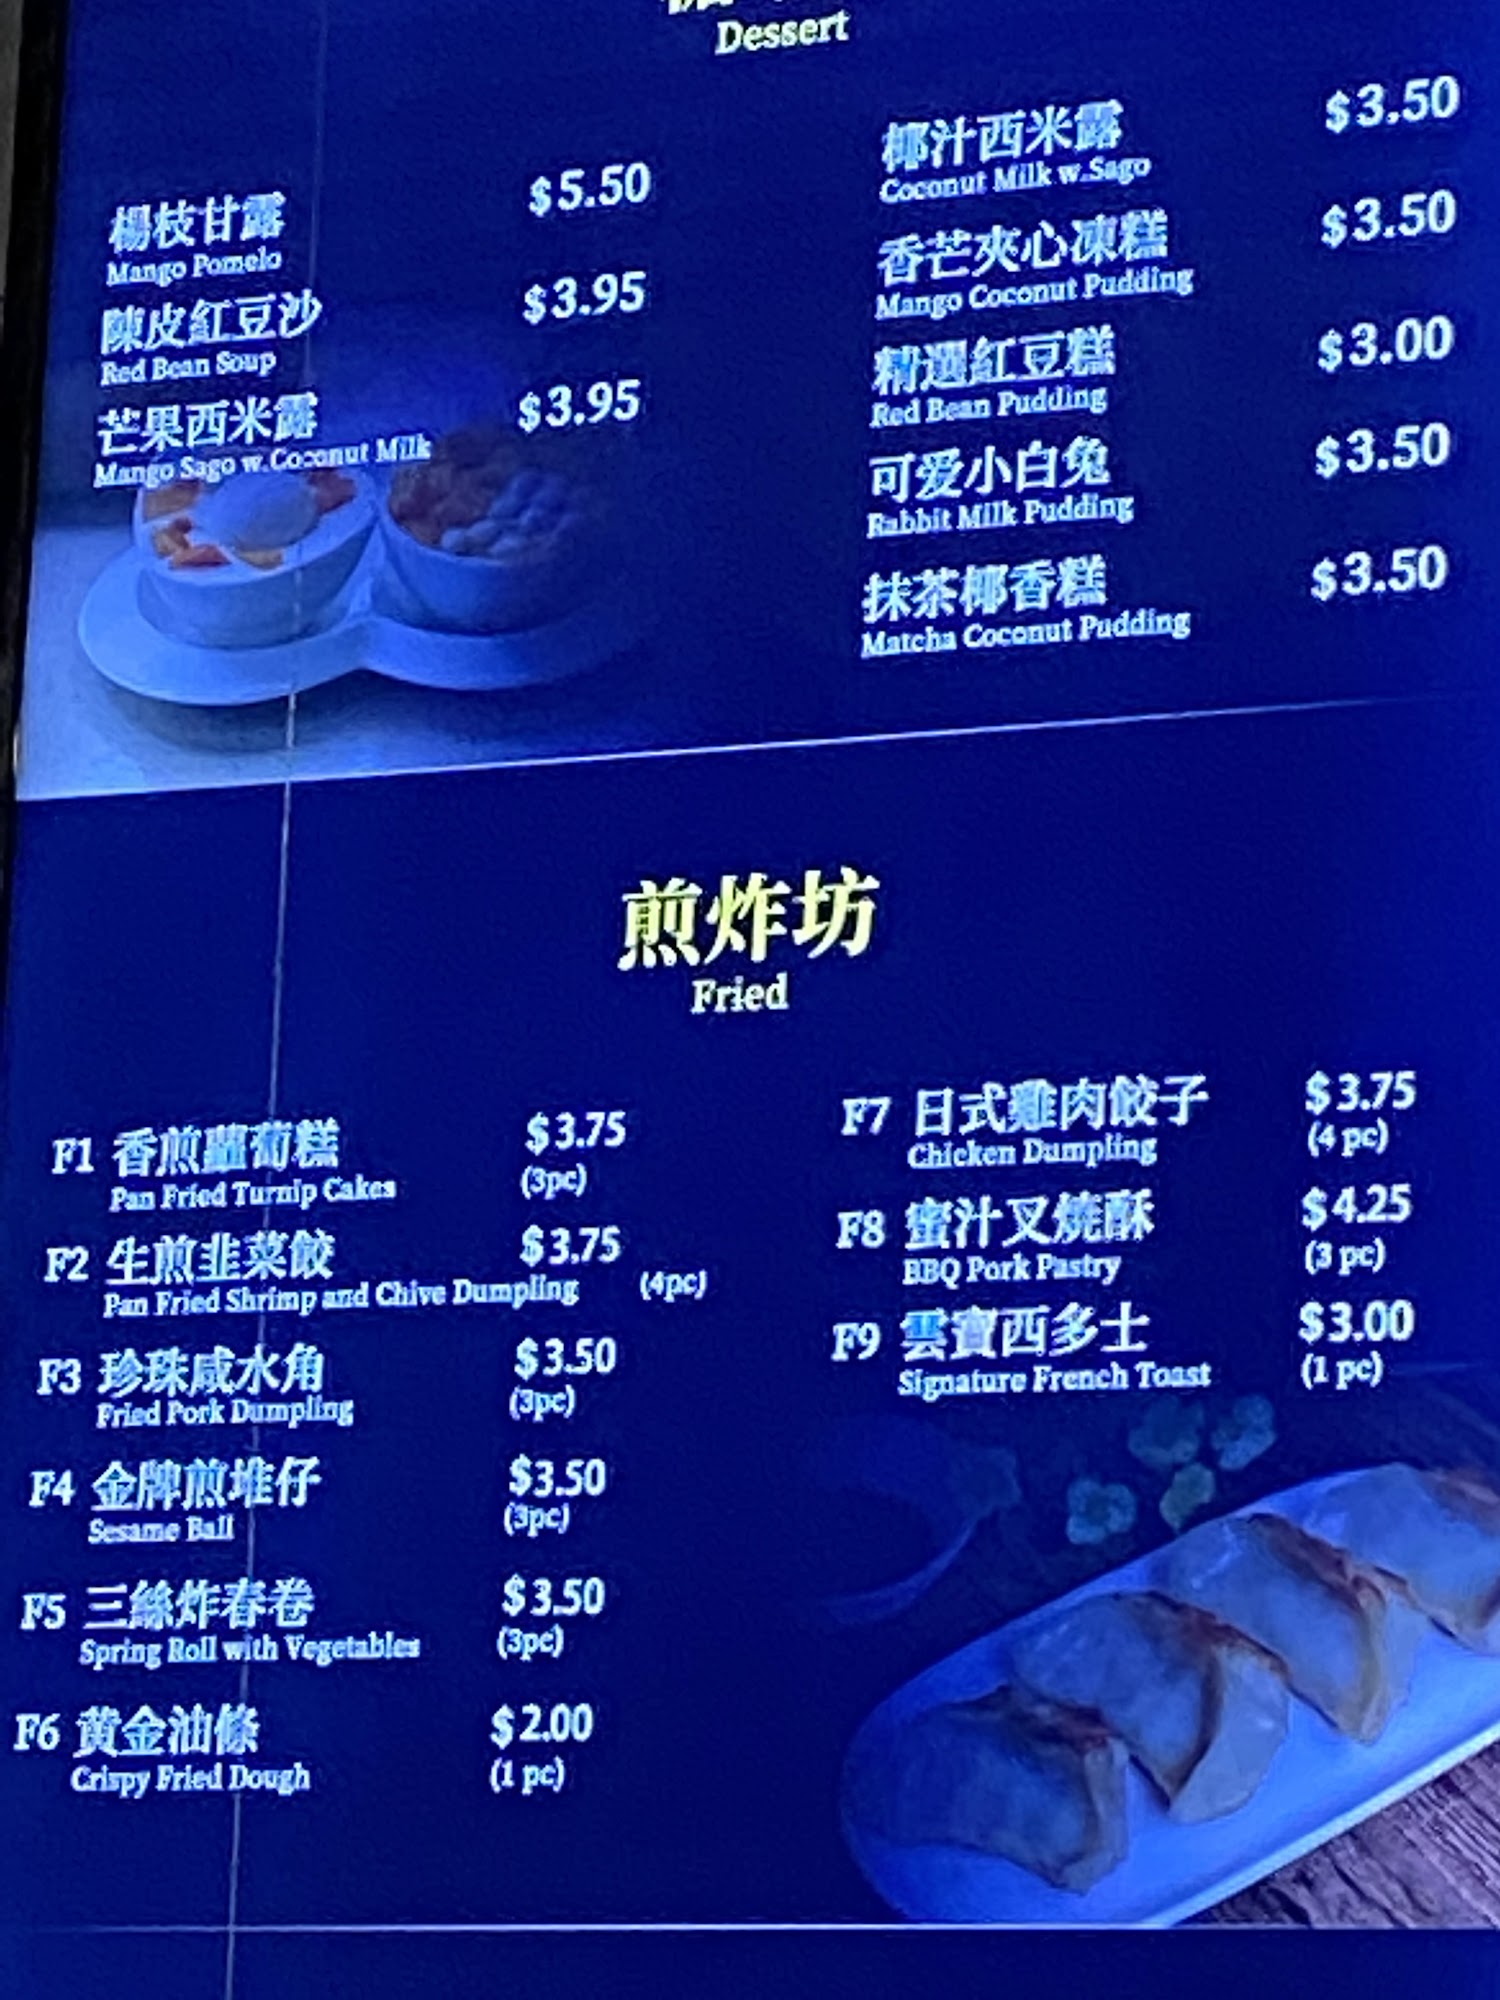 Dessert
楊枝甘露 $5.50
Mango Pomelo
陳皮紅豆沙 $3.95
Red Bean Soup
芒果西米露 $3.95
Mango Sago w.Coconut Milk
椰汁西米露 $3.50
Coconut Milk w.Sago
香芒夾心凍糕 $3.50
Mango Coconut Pudding
精選紅豆糕 $3.00
Red Bean Pudding
可爱小白兔 $3.50
Rabbit Milk Pudding
抹茶椰香糕 $3.50
Matcha Coconut Pudding
煎炸坊
Fried
F1 香煎蘿蔔糕 $3.75
Pan Fried Turnip Cakes (3pc)
F2 生煎韭菜餃 $3.75
Pan Fried Shrimp and Chive Dumpling (4pc)
F3 珍珠咸水角 $3.50
Fried Pork Dumpling (3pc)
F4 金牌煎堆仔 $3.50
Sesame Ball (3pc)
F5 三絲炸春卷 $3.50
Spring Roll with Vegetables (3pc)
F6 黄金油條 $2.00
Crispy Fried Dough (1 pc)
F7 日式雞肉餃子 $3.75
Chicken Dumpling (4 pc)
F8 蜜汁叉燒酥 $4.25
BBQ Pork Pastry (3 pc)
F9 雲寶西多士 $3.00
Signature French Toast (1 pc)